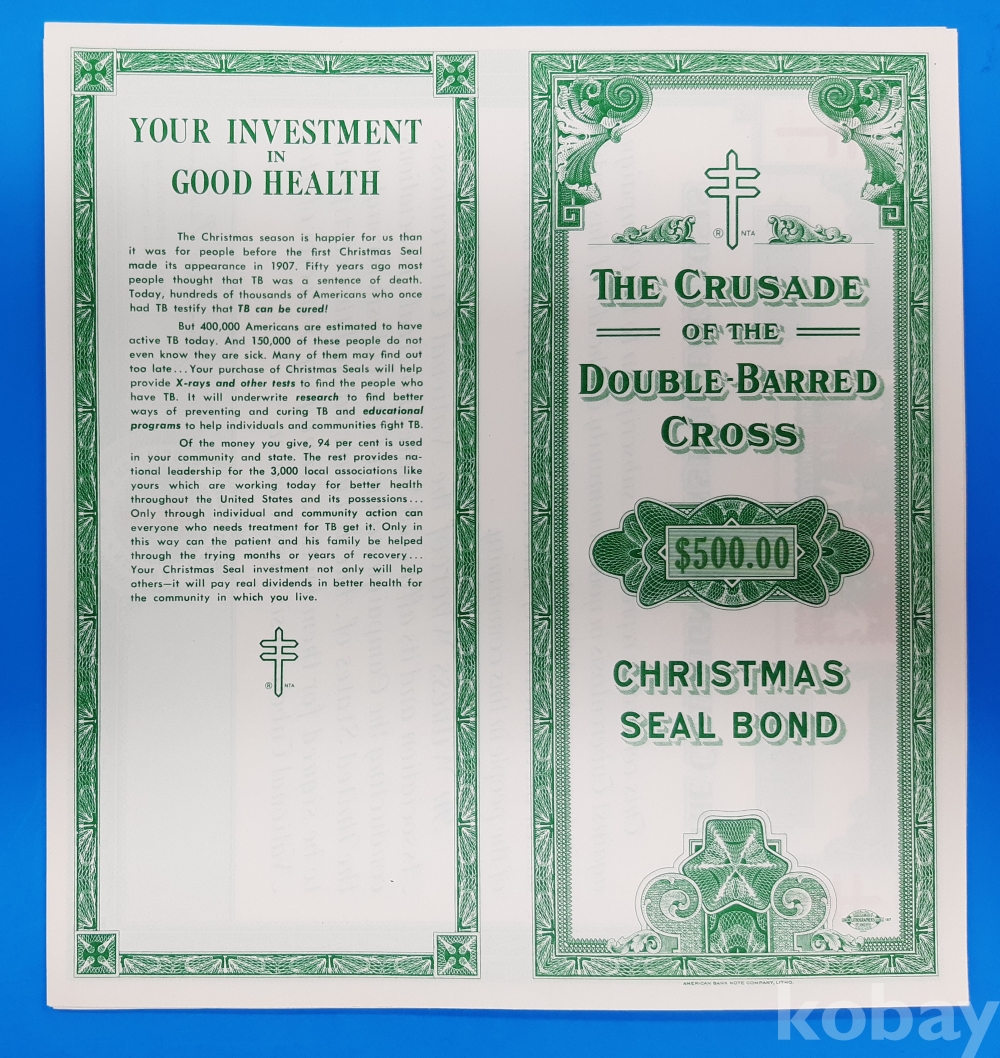 YOUR INVESTMENT
IN
GOOD HEALTH
The Christmas season is happier for us than
it was for people before the first Christmas Seal
made its appearance in 1907. Fifty years ago most
people thought that TB was a sentence of death.
Today, hundreds of thousands of Americans who once
had TB testify that TB can be cured!
But 400,000 Americans are estimated to have
active TB today. And 150,000 of these people do not
even know they are sick. Many of them may find out
too late... Your purchase of Christmas Seals will help
provide X-rays and other tests to find the people who
have TB. It will underwrite research to find better
ways of preventing and curing TB and educational
programs to help individuals and communities fight TB.
Of the money you give, 94 per cent is used
in your community and state. The rest provides na-
tional leadership for the 3,000 local associations like
yours which are working today for better health
throughout the United States and its possessions...
Only through individual and community action can
everyone who needs treatment for TB get it. Only in
this way can the patient and his family be helped
through the trying months or years of recovery...
Your Christmas Seal investment not only will help
others—it will pay real dividends in better health for
the community in which you live.
® NTA
® NTA
THE CRUSADE
OF THE
DOUBLE-BARRED
CROSS
$500.00
CHRISTMAS
SEAL BOND
AMERICAN BANK NOTE COMPANY, LITHO.
kobay